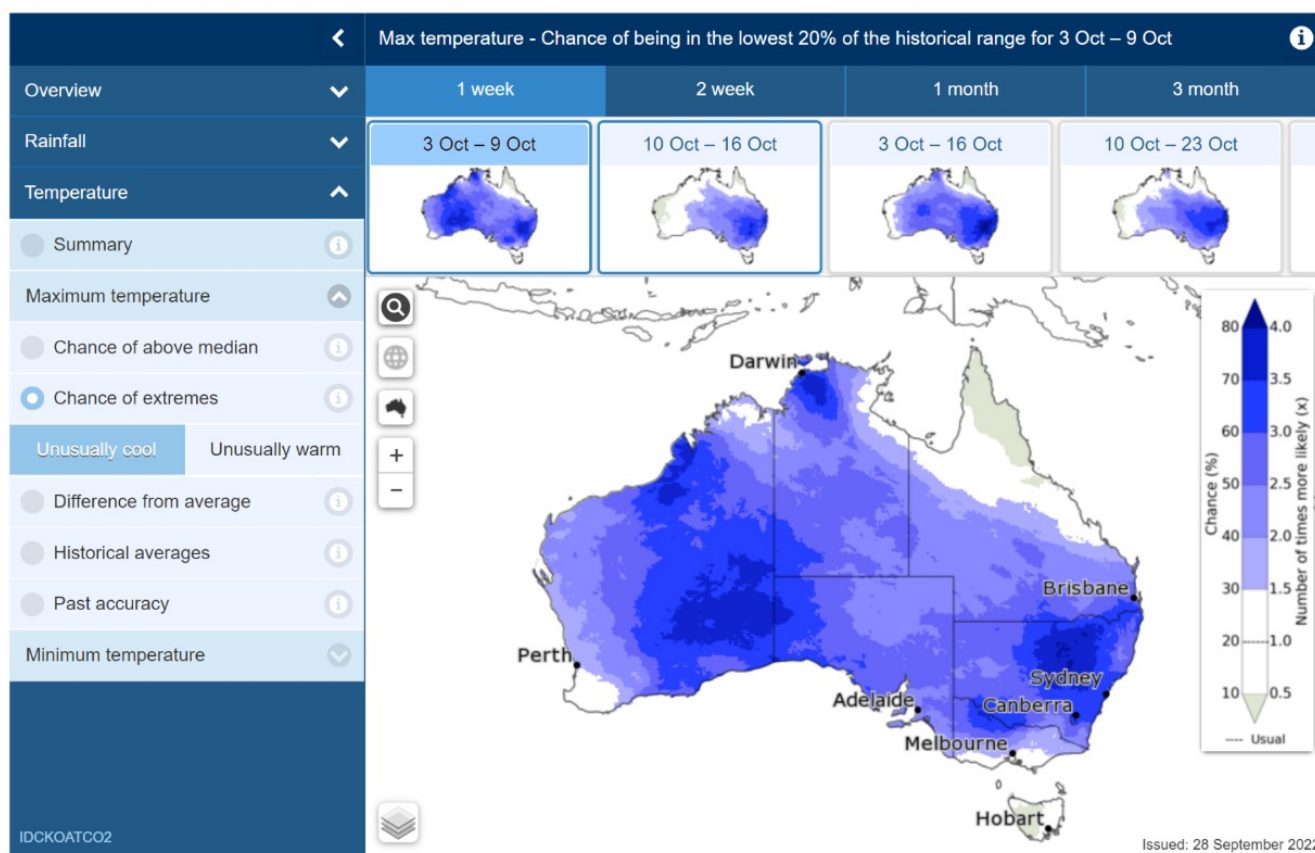 Max temperature - Chance of being in the lowest 20% of the historical range for 3 Oct – 9 Oct
Overview
Rainfall
Temperature
Summary
Maximum temperature
Chance of above median
Chance of extremes
Unusually cool Unusually warm
Difference from average
Historical averages
Past accuracy
Minimum temperature
IDCKOATCO2
1 week 2 week 1 month 3 month
3 Oct – 9 Oct 10 Oct – 16 Oct 3 Oct – 16 Oct 10 Oct – 23 Oct
+
−
Darwin
Brisbane
Perth
Sydney
Adelaide
Canberra
Melbourne
Hobart
Chance (%)
80 4.0
70 3.5
60 3.0
50 2.5
40 2.0
30 1.5
20 1.0
10 0.5
Number of times more likely (x)
---- Usual
Issued: 28 September